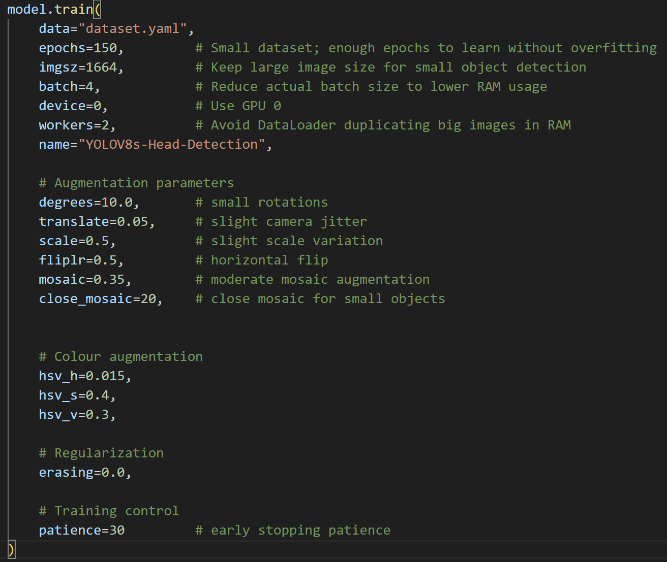 model.train(
    data="dataset.yaml",
    epochs=150,         # Small dataset; enough epochs to learn without overfitting
    imgsz=1664,         # Keep large image size for small object detection
    batch=4,            # Reduce actual batch size to lower RAM usage
    device=0,           # Use GPU 0
    workers=2,          # Avoid DataLoader duplicating big images in RAM
    name="YOLOV8s-Head-Detection",

    # Augmentation parameters
    degrees=10.0,       # small rotations
    translate=0.05,     # slight camera jitter
    scale=0.5,          # slight scale variation
    fliplr=0.5,         # horizontal flip
    mosaic=0.35,        # moderate mosaic augmentation
    close_mosaic=20,    # close mosaic for small objects


    # Colour augmentation
    hsv_h=0.015,
    hsv_s=0.4,
    hsv_v=0.3,

    # Regularization
    erasing=0.0,

    # Training control
    patience=30         # early stopping patience
)